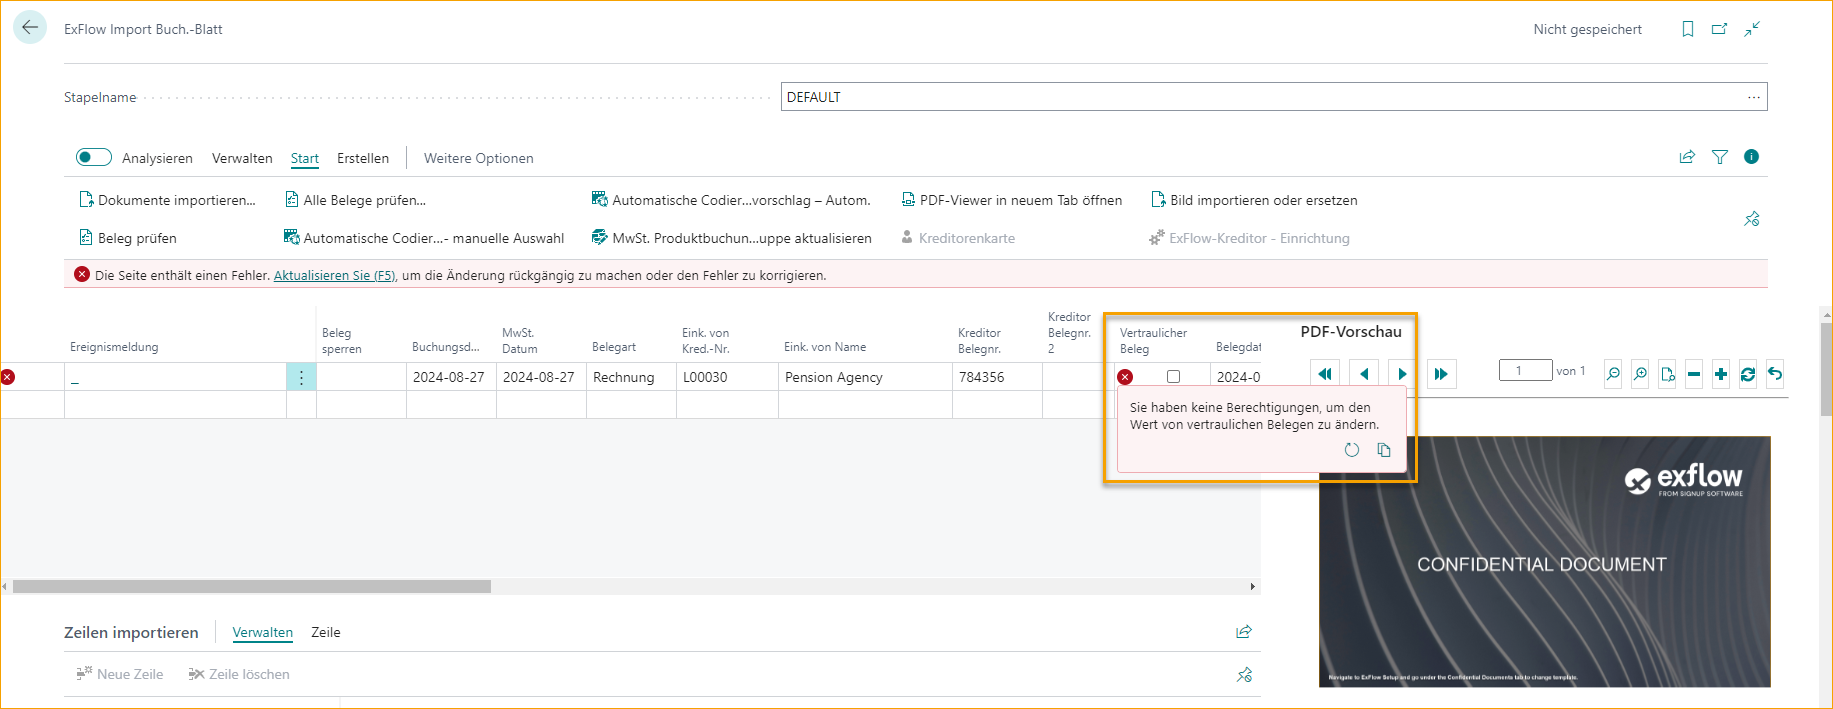 ExFlow Import Buch.-Blatt
Nicht gespeichert
Stapelname
DEFAULT
Analysieren Verwalten Start Erstellen Weitere Optionen
Dokumente importieren... Alle Belege prüfen... Automatische Codier...vorschlag – Autom. PDF-Viewer in neuem Tab öffnen Bild importieren oder ersetzen
Beleg prüfen Automatische Codier...- manuelle Auswahl MwSt. Produktbuchun...uppe aktualisieren Kreditorenkarte ExFlow-Kreditor - Einrichtung
Die Seite enthält einen Fehler. Aktualisieren Sie (F5), um die Änderung rückgängig zu machen oder den Fehler zu korrigieren.
Ereignismeldung
Beleg
sperren
Buchungsd...
MwSt.
Datum
Belegart
Eink. von
Kred.-Nr.
Eink. von Name
Kreditor
Belegnr.
Kreditor
Belegnr.
2
Vertraulicher
Beleg
Belegdat
PDF-Vorschau
_ 2024-08-27 2024-08-27 Rechnung L00030 Pension Agency 784356 2024-0
1 von 1
Sie haben keine Berechtigungen, um den
Wert von vertraulichen Belegen zu ändern.
exflow
FROM SIGNUP SOFTWARE
CONFIDENTIAL DOCUMENT
Navigate to ExFlow Setup and go under the Confidential Documents tab to change template.
Zeilen importieren Verwalten Zeile
Neue Zeile Zeile löschen